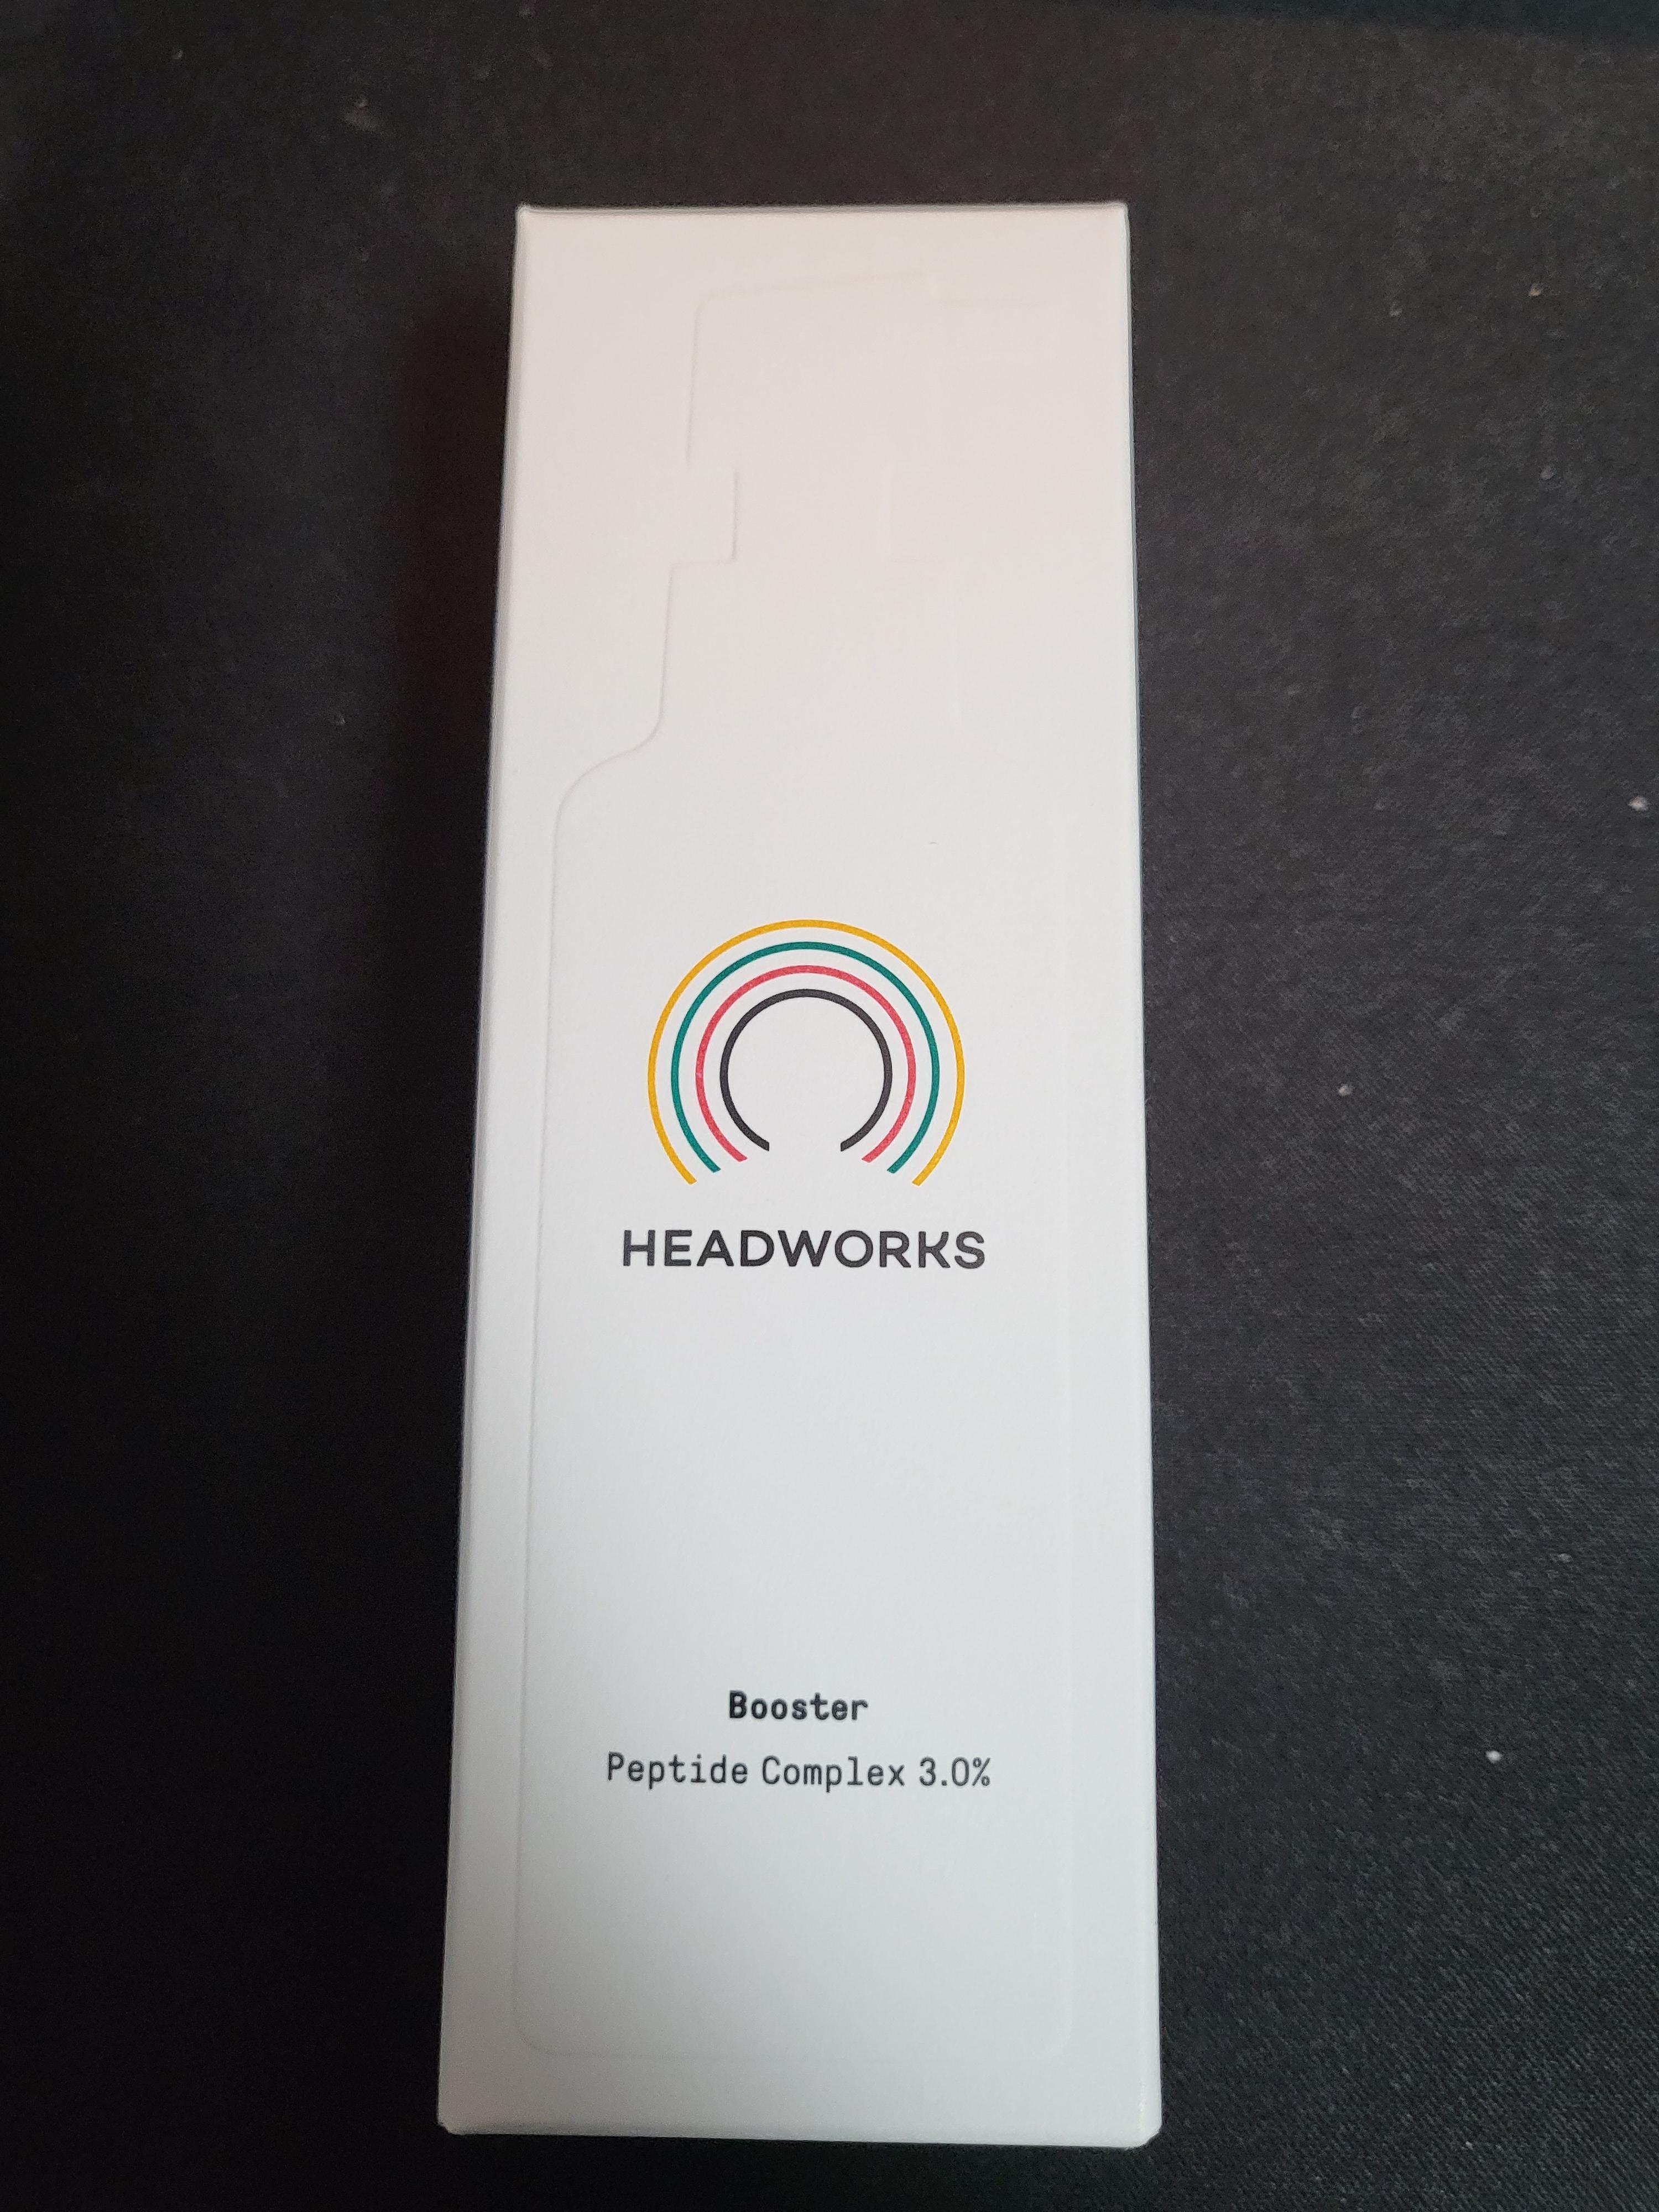 HEADWORKS
Booster
Peptide Complex 3.0%